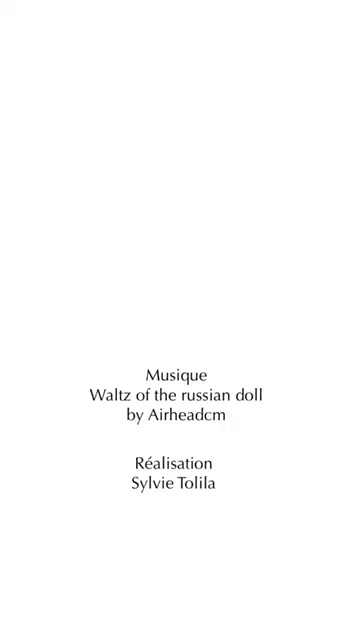 Musique
Waltz of the russian doll
by Airheadcm
Réalisation
Sylvie Tolila